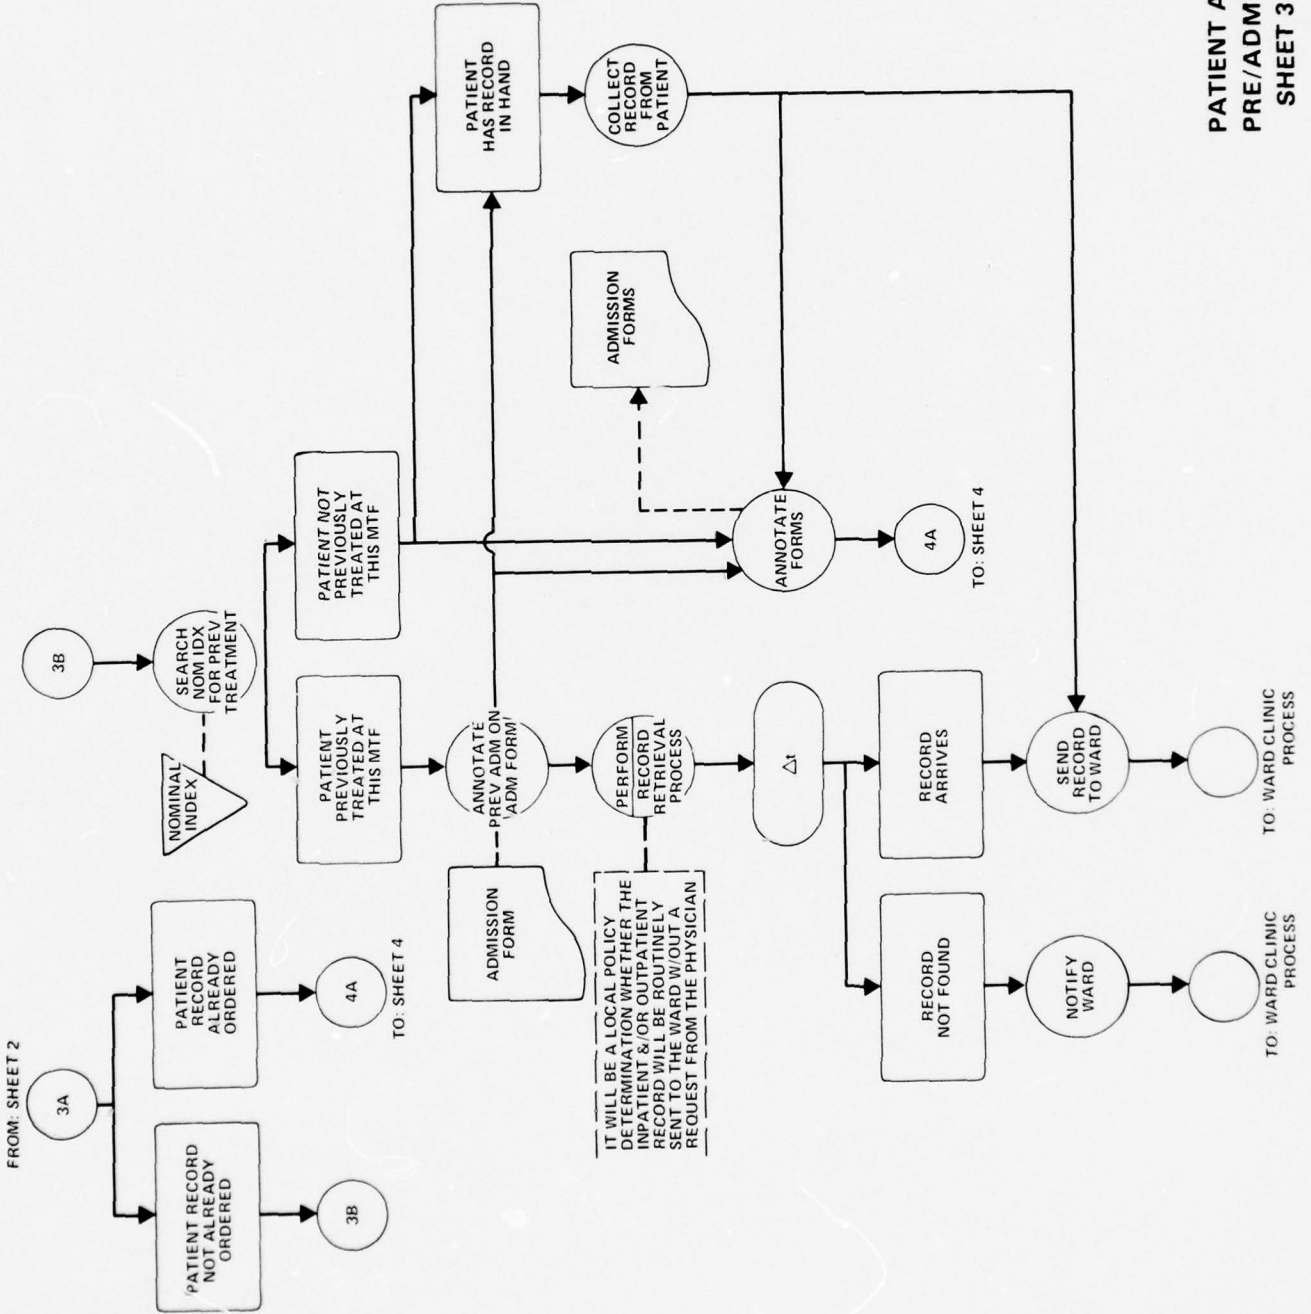 FROM: SHEET 2
3A
PATIENT RECORD
NOT ALREADY
ORDERED
3B
PATIENT
RECORD
ALREADY
ORDERED
4A
TO: SHEET 4
3B
NOMINAL
INDEX
SEARCH
NOM IDX
FOR PREV
TREATMENT
PATIENT
PREVIOUSLY
TREATED AT
THIS MTF
PATIENT NOT
PREVIOUSLY
TREATED AT
THIS MTF
PATIENT
HAS RECORD
IN HAND
COLLECT
RECORD
FROM
PATIENT
ADMISSION
FORM
ANNOTATE
PREV ADM ON
ADM FORM
IT WILL BE A LOCAL POLICY
DETERMINATION WHETHER THE
INPATIENT &/OR OUTPATIENT
RECORD WILL BE ROUTINELY
SENT TO THE WARD W/OUT A
REQUEST FROM THE PHYSICIAN
PERFORM
RECORD
RETRIEVAL
PROCESS
ADMISSION
FORMS
ANNOTATE
FORMS
4A
TO: SHEET 4
Δt
RECORD
NOT FOUND
NOTIFY
WARD
TO: WARD CLINIC
PROCESS
RECORD
ARRIVES
SEND
RECORD
TO WARD
TO: WARD CLINIC
PROCESS
PATIENT A
PRE/ADM
SHEET 3